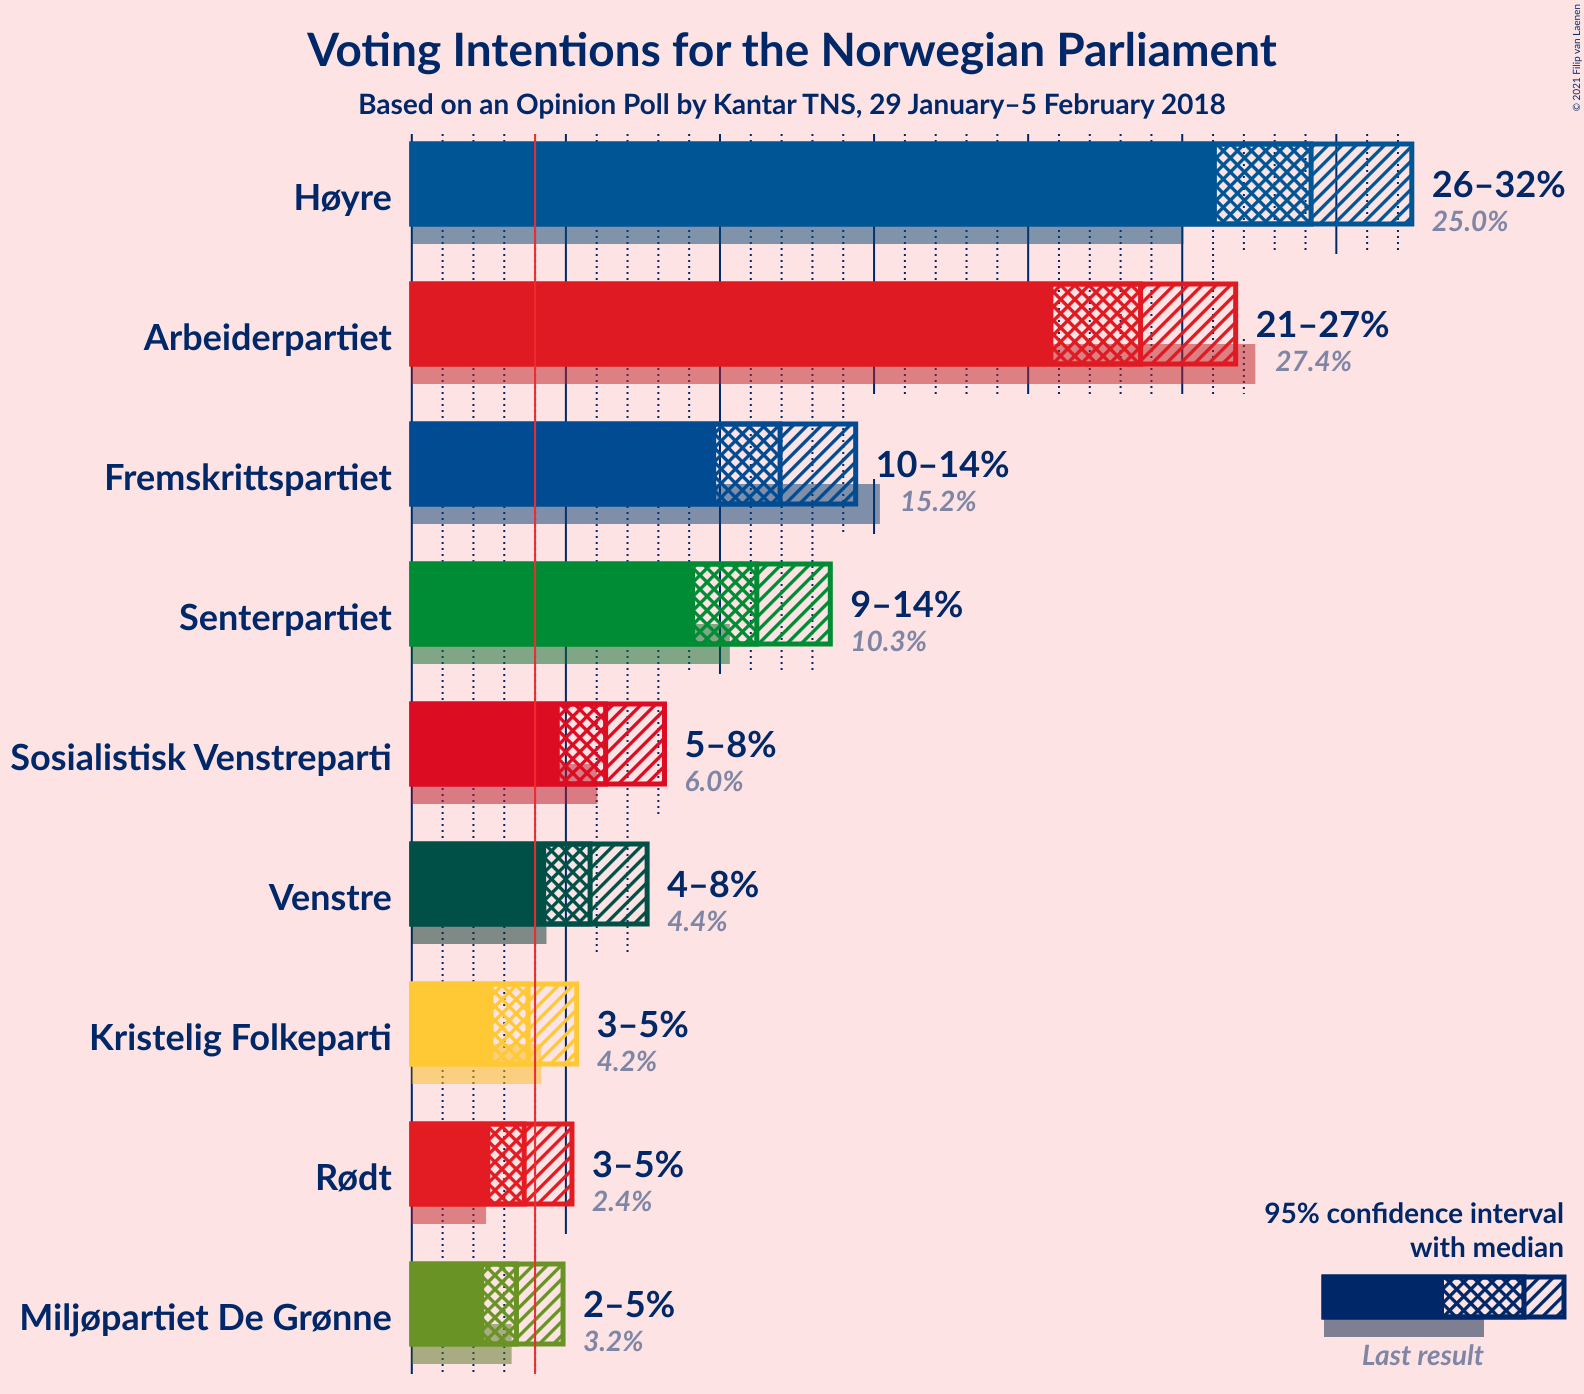 Voting Intentions for the Norwegian Parliament
Based on an Opinion Poll by Kantar TNS, 29 January–5 February 2018
© 2021 Filip van Laenen
Høyre
26–32%
25.0%
Arbeiderpartiet
21–27%
27.4%
Fremskrittspartiet
10–14%
15.2%
Senterpartiet
9–14%
10.3%
Sosialistisk Venstreparti
5–8%
6.0%
Venstre
4–8%
4.4%
Kristelig Folkeparti
3–5%
4.2%
Rødt
3–5%
2.4%
Miljøpartiet De Grønne
2–5%
3.2%
95% confidence interval
with median
Last result